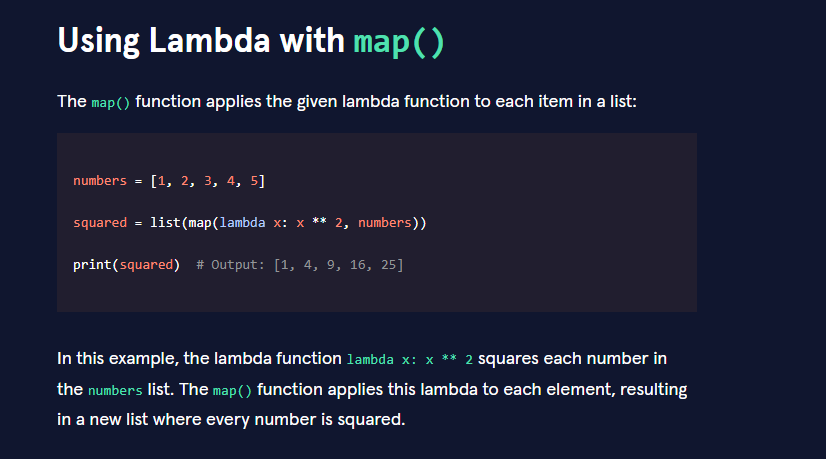 Using Lambda with map()
The map() function applies the given lambda function to each item in a list:
numbers = [1, 2, 3, 4, 5]
squared = list(map(lambda x: x ** 2, numbers))
print(squared)  # Output: [1, 4, 9, 16, 25]
In this example, the lambda function lambda x: x ** 2 squares each number in
the numbers list. The map() function applies this lambda to each element, resulting
in a new list where every number is squared.